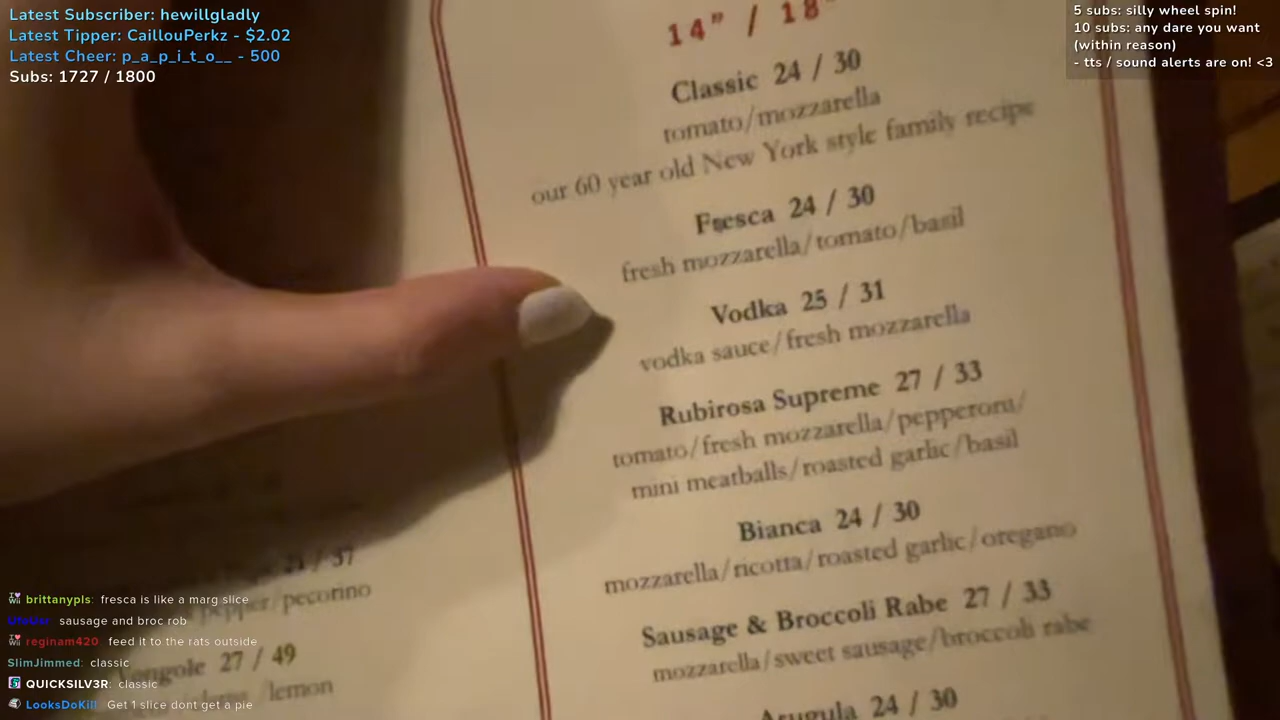 Latest Subscriber: hewillgladly
Latest Tipper: CaillouPerkz - $2.02
Latest Cheer: p_a_p_i_t_o__ - 500
Subs: 1727 / 1800
5 subs: silly wheel spin!
10 subs: any dare you want
(within reason)
- tts / sound alerts are on! <3
14" / 18"
Classic 24 / 30
tomato/mozzarella
our 60 year old New York style family recipe
Fresca 24 / 30
fresh mozzarella/tomato/basil
Vodka 25 / 31
vodka sauce/fresh mozzarella
Rubirosa Supreme 27 / 33
tomato/fresh mozzarella/pepperoni/
mini meatballs/roasted garlic/basil
Bianca 24 / 30
mozzarella/ricotta/roasted garlic/oregano
Sausage & Broccoli Rabe 27 / 33
mozzarella/sweet sausage/broccoli rabe
Arugula 24 / 30
/ 37
pepper/pecorino
Vongole 27 / 49
/lemon
brittanypls: fresca is like a marg slice
sausage and broc rob
reginam420: feed it to the rats outside
SlimJimmed: classic
QUICKSILV3R: classic
LooksDoKill: Get 1 slice dont get a pie